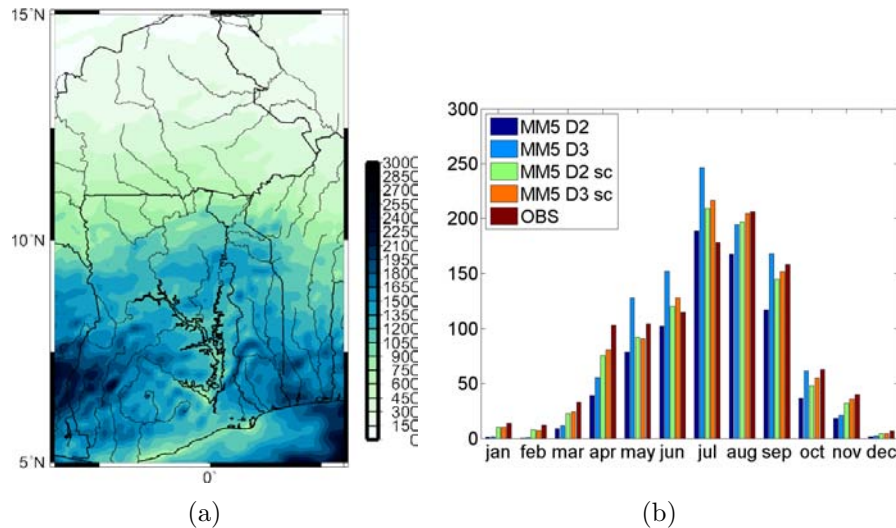 15°N
10°N
5°N
0°
3000
2850
2700
2550
2400
2250
2100
1950
1800
1650
1500
1350
1200
1050
900
750
600
450
300
150
0
(a)
300
250
200
150
100
50
0
MM5 D2
MM5 D3
MM5 D2 sc
MM5 D3 sc
OBS
jan feb mar apr may jun jul aug sep oct nov dec
(b)